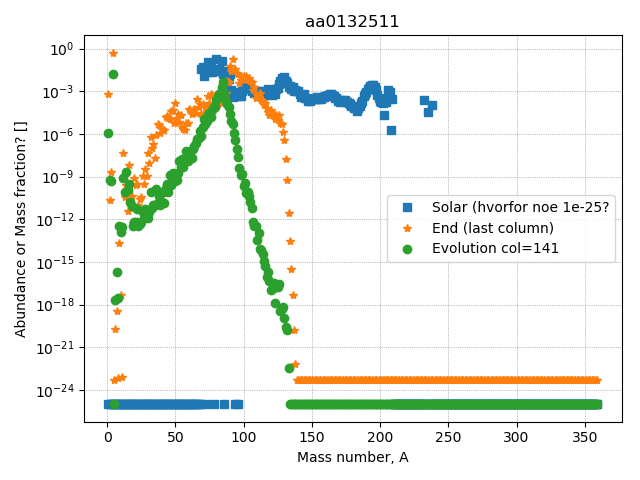 aa0132511
Abundance or Mass fraction? []
10^0
10^-3
10^-6
10^-9
10^-12
10^-15
10^-18
10^-21
10^-24
Solar (hvorfor noe 1e-25?
End (last column)
Evolution col=141
0 50 100 150 200 250 300 350
Mass number, A